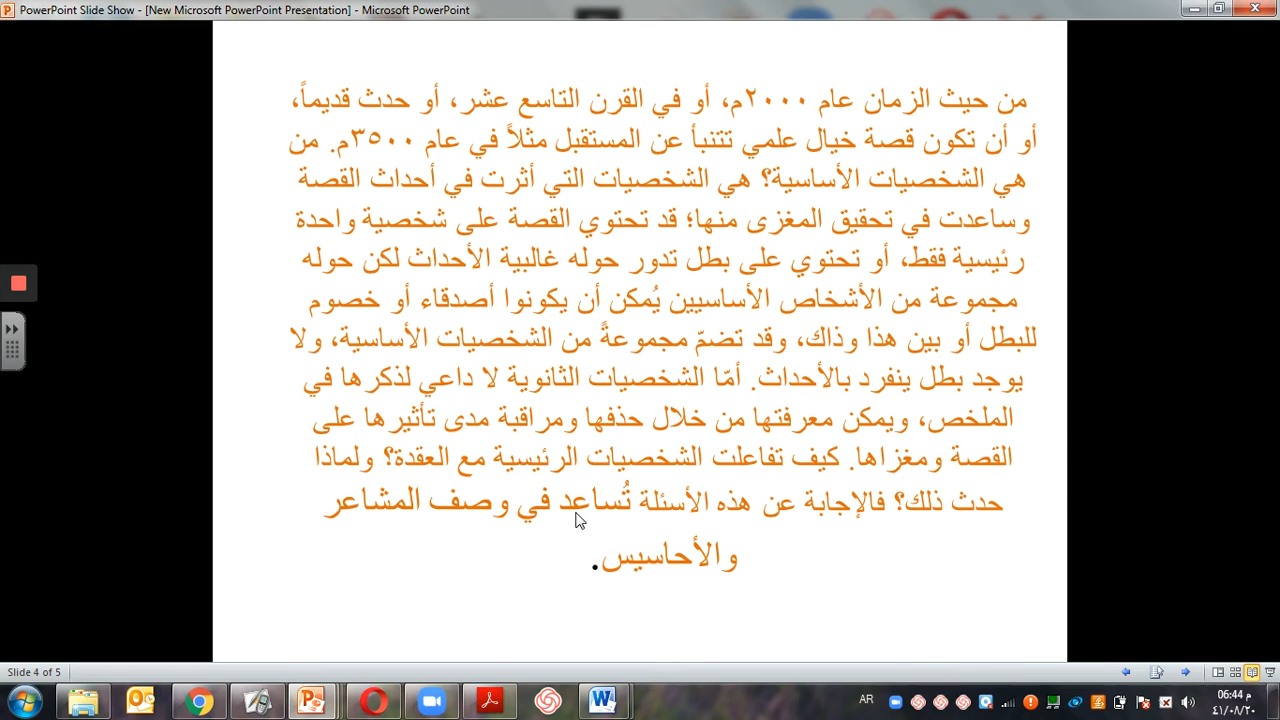 PowerPoint Slide Show - [New Microsoft PowerPoint Presentation] - Microsoft PowerPoint
من حيث الزمان عام ٢٠٠٠م، أو في القرن التاسع عشر، أو حدث قديماً،
أو أن تكون قصة خيال علمي تتنبأ عن المستقبل مثلاً في عام ٣٥٠٠م. من
هي الشخصيات الأساسية؟ هي الشخصيات التي أثرت في أحداث القصة
وساعدت في تحقيق المغزى منها؛ قد تحتوي القصة على شخصية واحدة
رئيسية فقط، أو تحتوي على بطل تدور حوله غالبية الأحداث لكن حوله
مجموعة من الأشخاص الأساسيين يُمكن أن يكونوا أصدقاء أو خصوم
للبطل أو بين هذا وذاك، وقد تضمّ مجموعةً من الشخصيات الأساسية، ولا
يوجد بطل ينفرد بالأحداث. أمّا الشخصيات الثانوية لا داعي لذكرها في
الملخص، ويمكن معرفتها من خلال حذفها ومراقبة مدى تأثيرها على
القصة ومغزاها. كيف تفاعلت الشخصيات الرئيسية مع العقدة؟ ولماذا
حدث ذلك؟ فالإجابة عن هذه الأسئلة تُساعد في وصف المشاعر
والأحاسيس.
Slide 4 of 5
AR
06:44 م
٤١/٠٨/٢٠